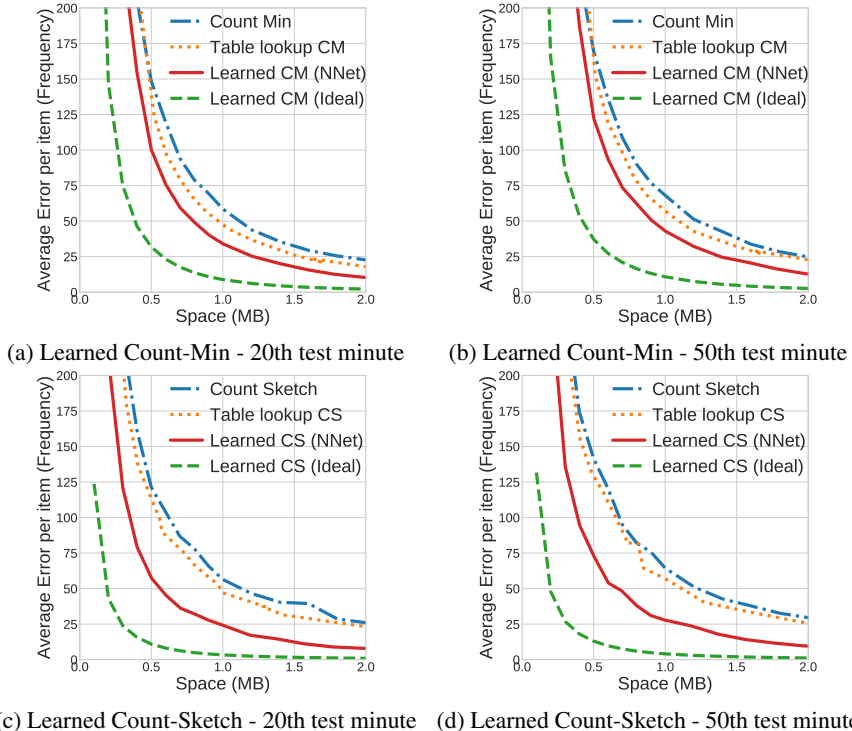 200
175
150
125
100
75
50
25
0
0.0
0.5
1.0
1.5
2.0
Average Error per item (Frequency)
Space (MB)
Count Min
Table lookup CM
Learned CM (NNet)
Learned CM (Ideal)
200
175
150
125
100
75
50
25
0
0.0
0.5
1.0
1.5
2.0
Average Error per item (Frequency)
Space (MB)
Count Min
Table lookup CM
Learned CM (NNet)
Learned CM (Ideal)
(a) Learned Count-Min - 20th test minute
(b) Learned Count-Min - 50th test minute
200
175
150
125
100
75
50
25
0
0.0
0.5
1.0
1.5
2.0
Average Error per item (Frequency)
Space (MB)
Count Sketch
Table lookup CS
Learned CS (NNet)
Learned CS (Ideal)
200
175
150
125
100
75
50
25
0
0.0
0.5
1.0
1.5
2.0
Average Error per item (Frequency)
Space (MB)
Count Sketch
Table lookup CS
Learned CS (NNet)
Learned CS (Ideal)
(c) Learned Count-Sketch - 20th test minute
(d) Learned Count-Sketch - 50th test minute